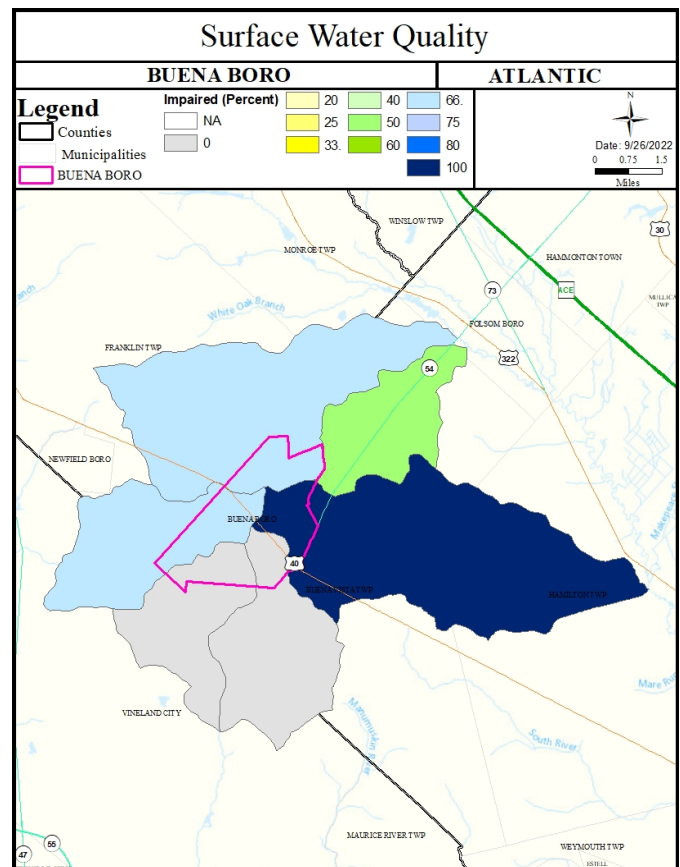 Surface Water Quality
BUENA BORO
ATLANTIC
Legend
Counties
Municipalities
BUENA BORO
Impaired (Percent)
NA
0
20
25
33.
40
50
60
66.
75
80
100
N
Date: 9/26/2022
0 0.75 1.5
Miles
WINSLOW TWP
MONROE TWP
30
HAMMONTON TOWN
73
ACE
MULLICA
TWP
White Oak Branch
FOLSOM BORO
FRANKLIN TWP
322
54
NEWFIELD BORO
BUENA BORO
40
BUENA VISTA TWP
HAMILTON TWP
VINELAND CITY
South River
MAURICE RIVER TWP
55
47
WEYMOUTH TWP
ESTELL